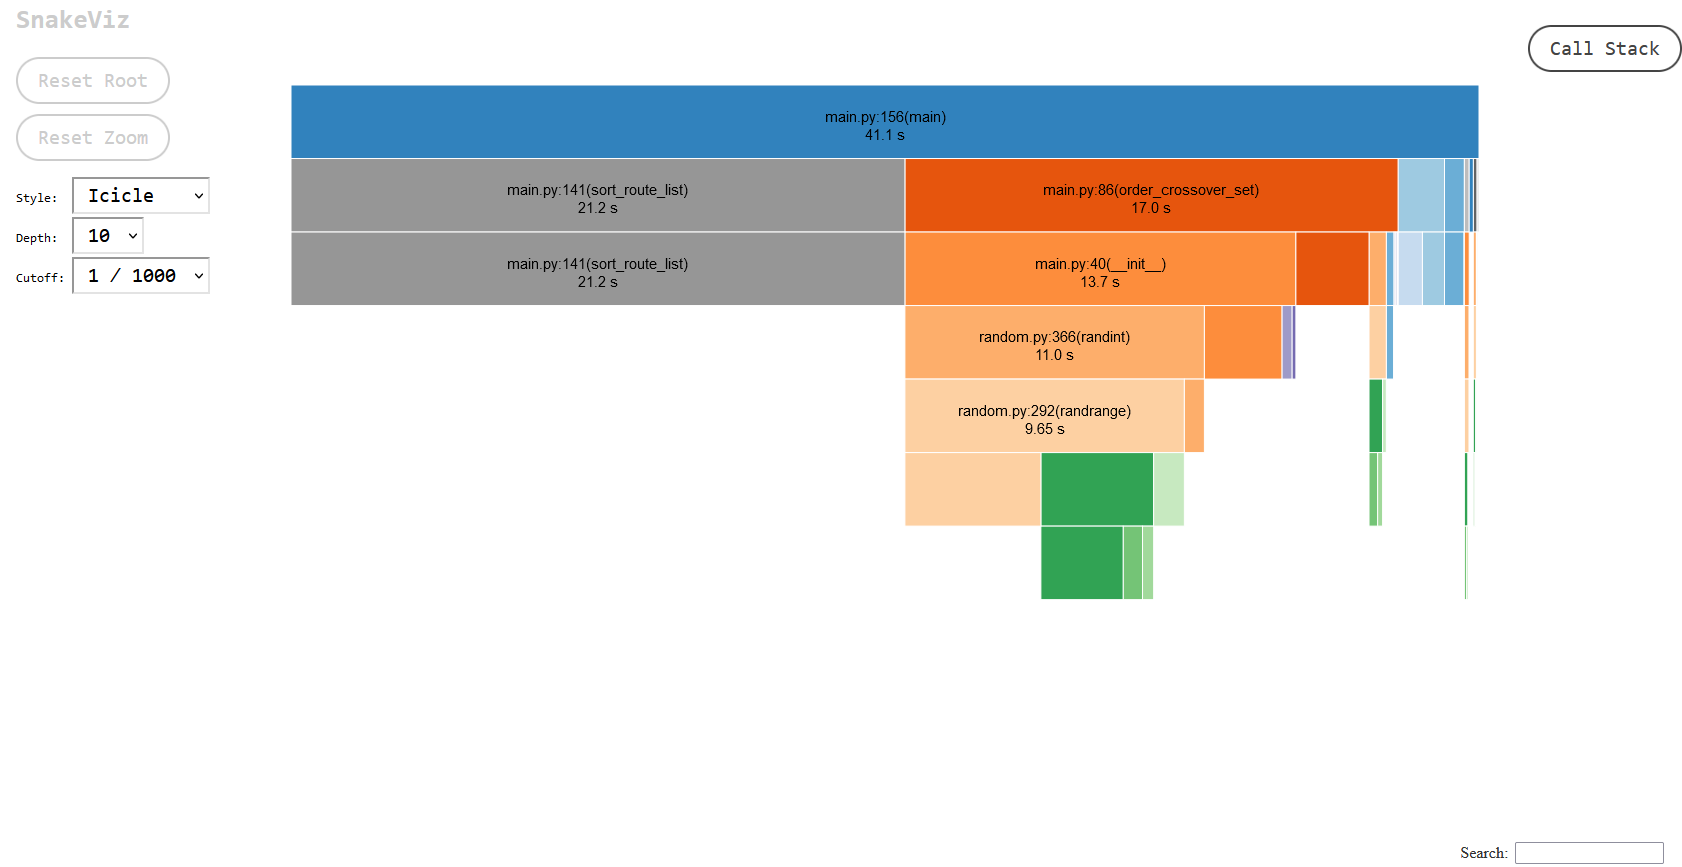 SnakeViz
Call Stack
Reset Root
Reset Zoom
Style: Icicle
Depth: 10
Cutoff: 1 / 1000
main.py:156(main)
41.1 s
main.py:141(sort_route_list)
21.2 s
main.py:86(order_crossover_set)
17.0 s
main.py:141(sort_route_list)
21.2 s
main.py:40(__init__)
13.7 s
random.py:366(randint)
11.0 s
random.py:292(randrange)
9.65 s
Search: